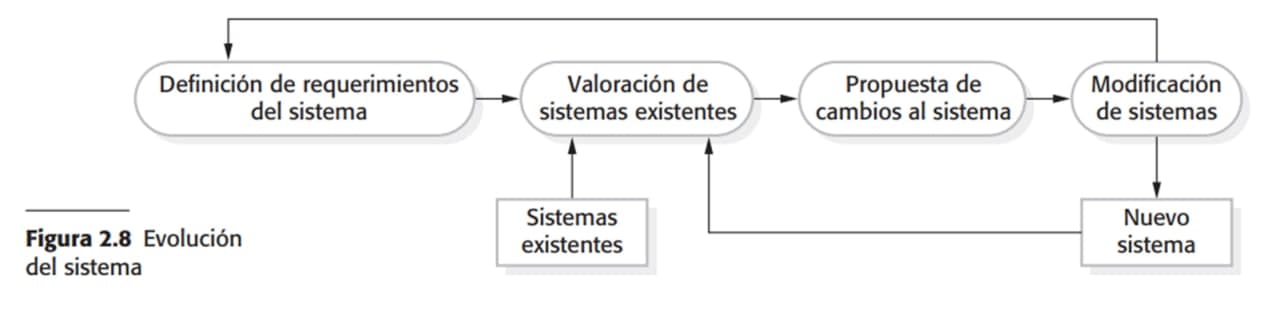 Definición de requerimientos
del sistema
Valoración de
sistemas existentes
Propuesta de
cambios al sistema
Modificación
de sistemas
Sistemas
existentes
Nuevo
sistema
Figura 2.8 Evolución
del sistema